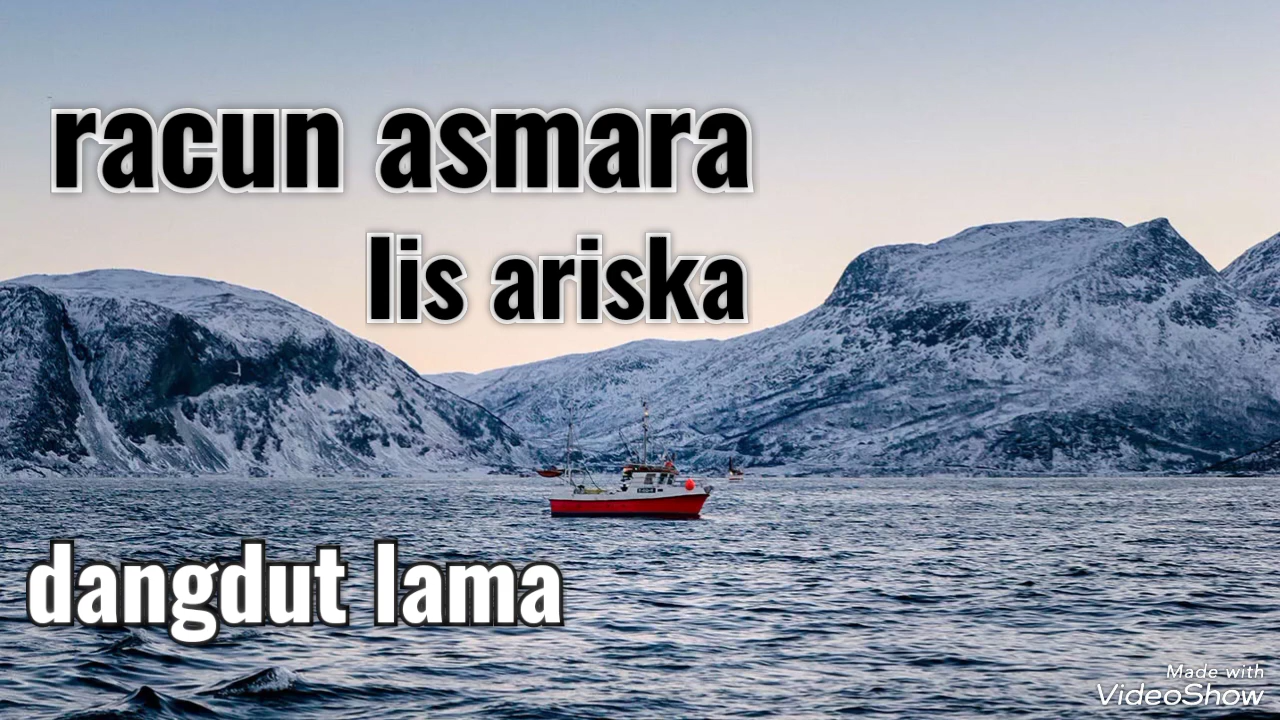 racun asmara
lis ariska
dangdut lama
Made with
VideoShow